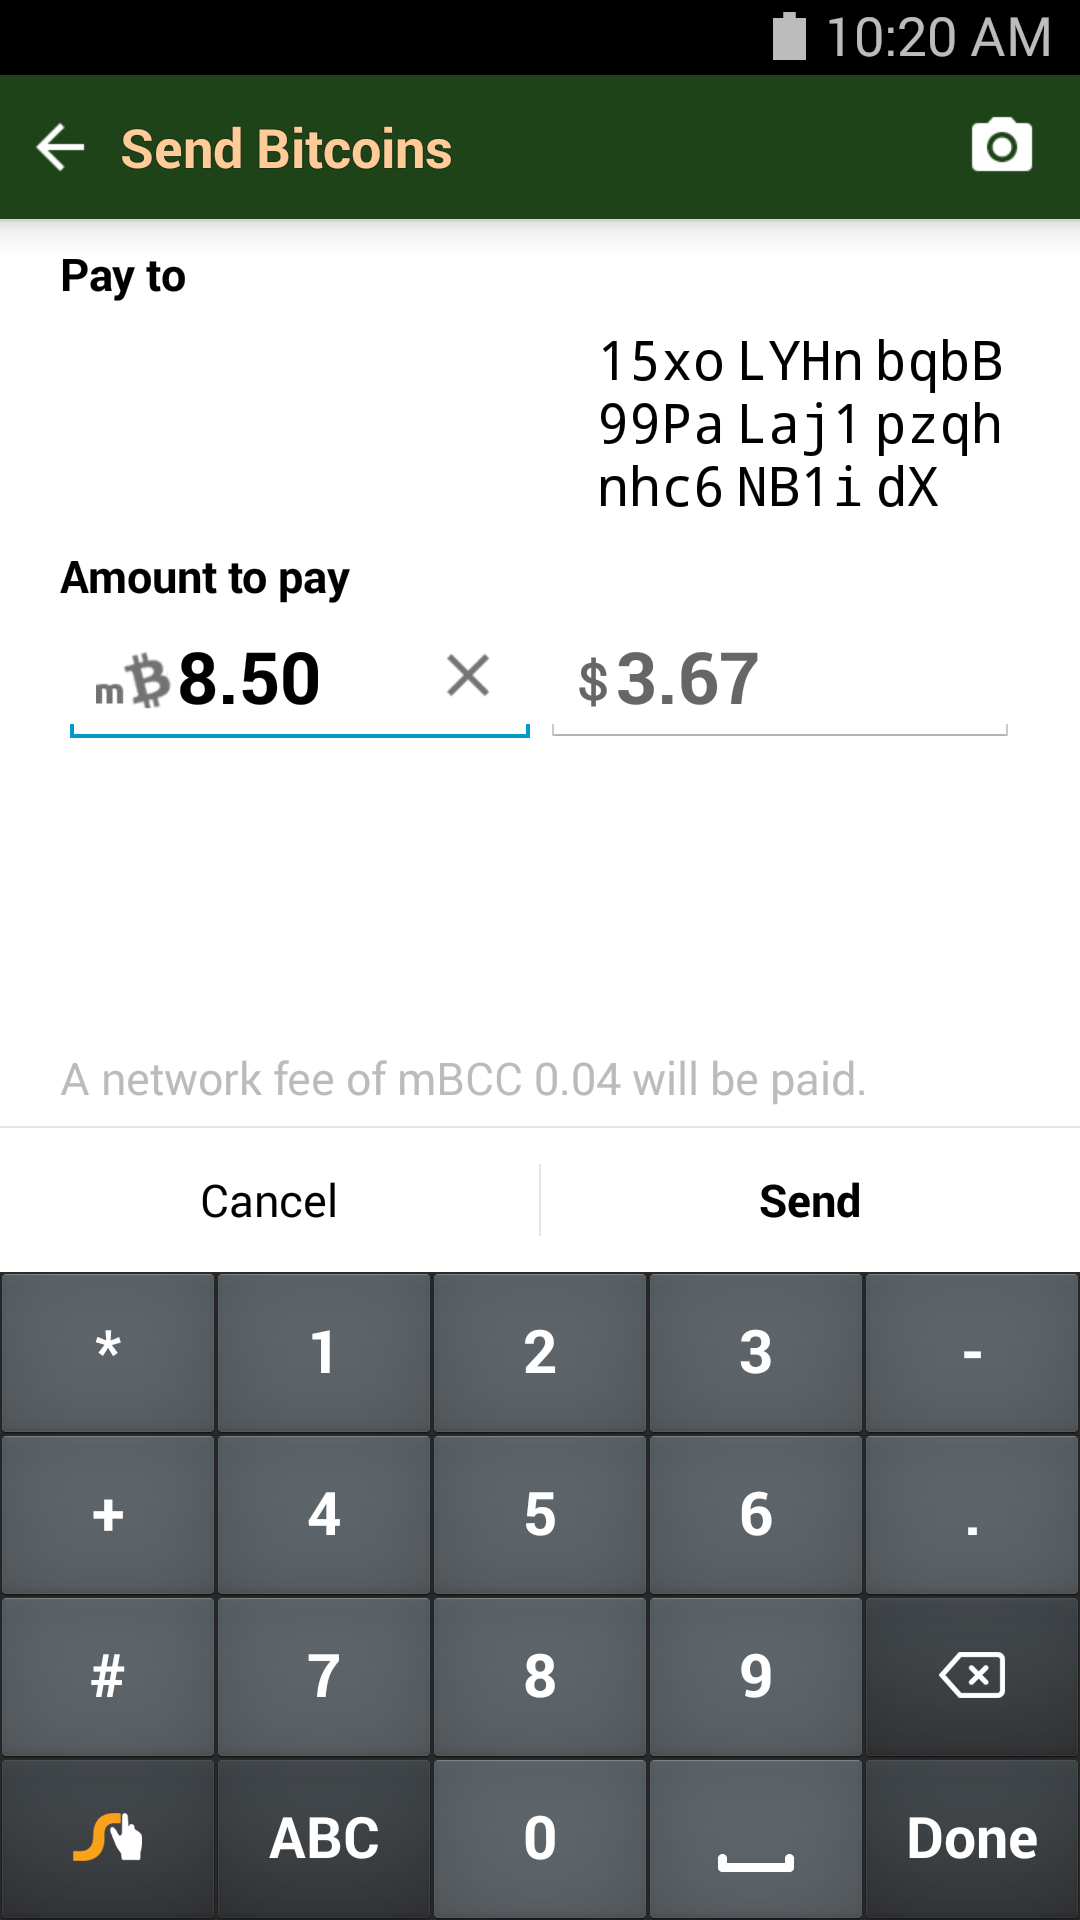 10:20 AM
Send Bitcoins
Pay to
15xo LYHn bqbB
99Pa Laj1 pzqh
nhc6 NB1i dX
Amount to pay
m₿ 8.50 $ 3.67
A network fee of mBCC 0.04 will be paid.
Cancel Send
* 1 2 3 -
+ 4 5 6 .
# 7 8 9
ABC 0 Done